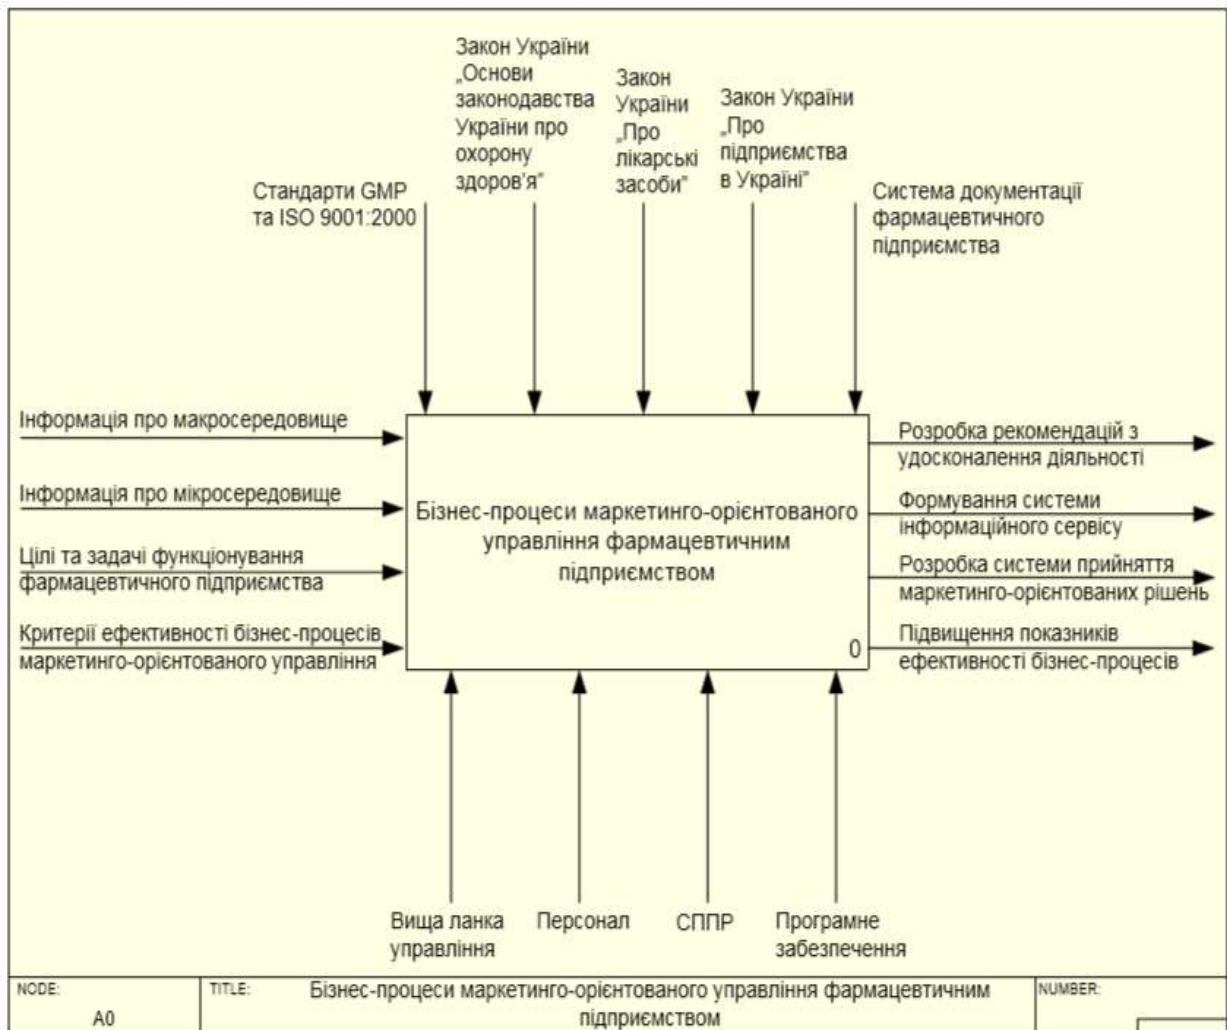 Закон України
„Основи
законодавства
України про
охорону
здоров'я"
Закон
України
„Про
лікарські
засоби"
Закон України
„Про
підприємства
в Україні"
Стандарти GMP
та ISO 9001:2000
Система документації
фармацевтичного
підприємства
Інформація про макросередовище
Інформація про мікросередовище
Цілі та задачі функціонування
фармацевтичного підприємства
Критерії ефективності бізнес-процесів
маркетинго-орієнтованого управління
Бізнес-процеси маркетинго-орієнтованого
управління фармацевтичним
підприємством
0
Розробка рекомендацій з
удосконалення діяльності
Формування системи
інформаційного сервісу
Розробка системи прийняття
маркетинго-орієнтованих рішень
Підвищення показників
ефективності бізнес-процесів
Вища ланка
управління
Персонал
СППР
Програмне
забезпечення
NODE:
A0
TITLE:
Бізнес-процеси маркетинго-орієнтованого управління фармацевтичним
підприємством
NUMBER: